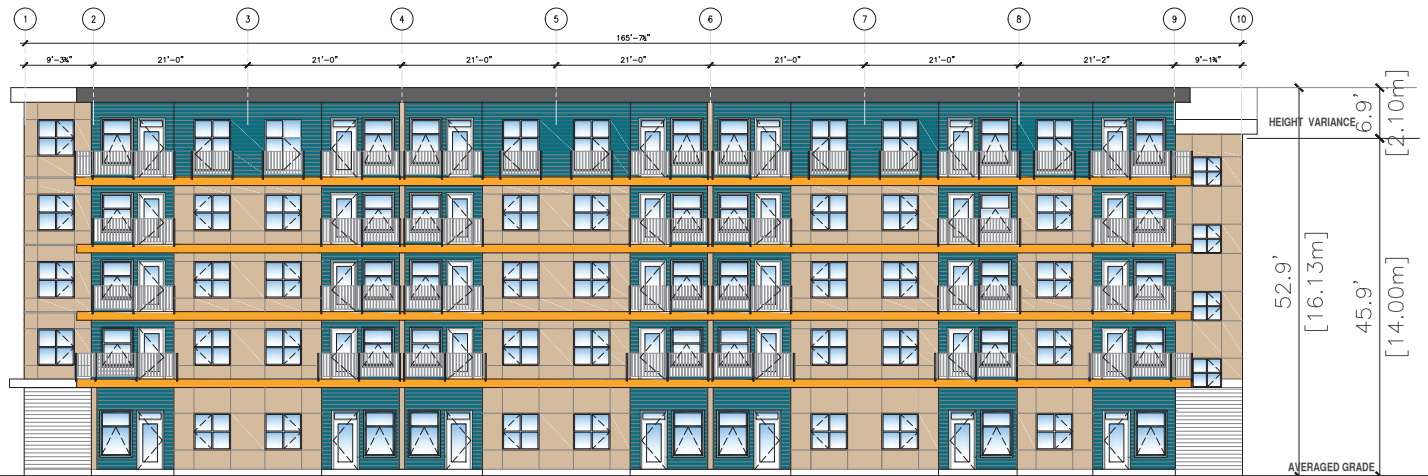 1 2 3 4 5 6 7 8 9 10
165'-7⅞"
9'-3¾" 21'-0" 21'-0" 21'-0" 21'-0" 21'-0" 21'-0" 21'-2" 9'-1¾"
HEIGHT VARIANCE
6.9'
[2.10m]
52.9'
[16.13m]
45.9'
[14.00m]
AVERAGED GRADE